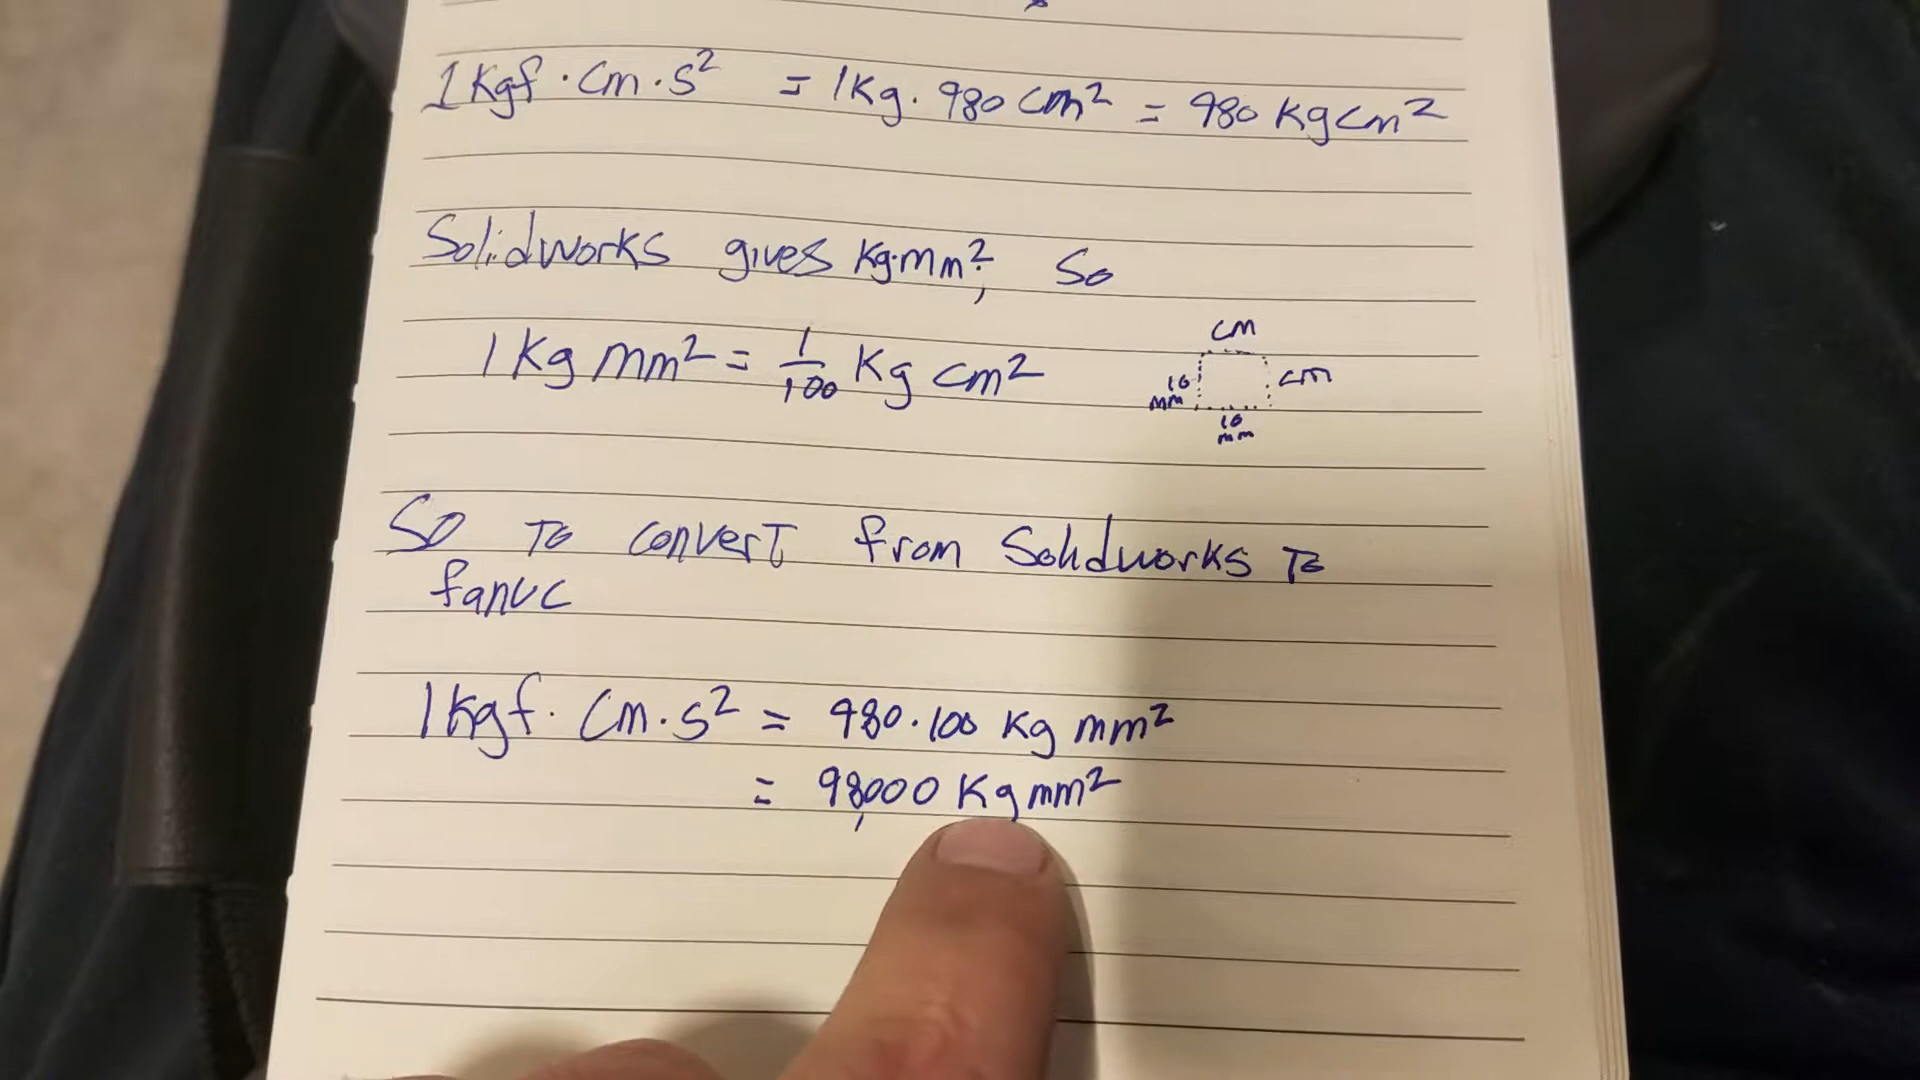 1 Kgf · cm · s² = 1 Kg · 980 cm² = 980 Kg cm²
Solidworks gives Kg·mm², So
1 Kg mm² = 1/100 Kg cm²
cm
10 mm
cm
10 mm
So To convert from Solidworks To
fanuc
1 Kgf · cm · s² = 980 · 100 Kg mm²
= 98,000 Kg mm²